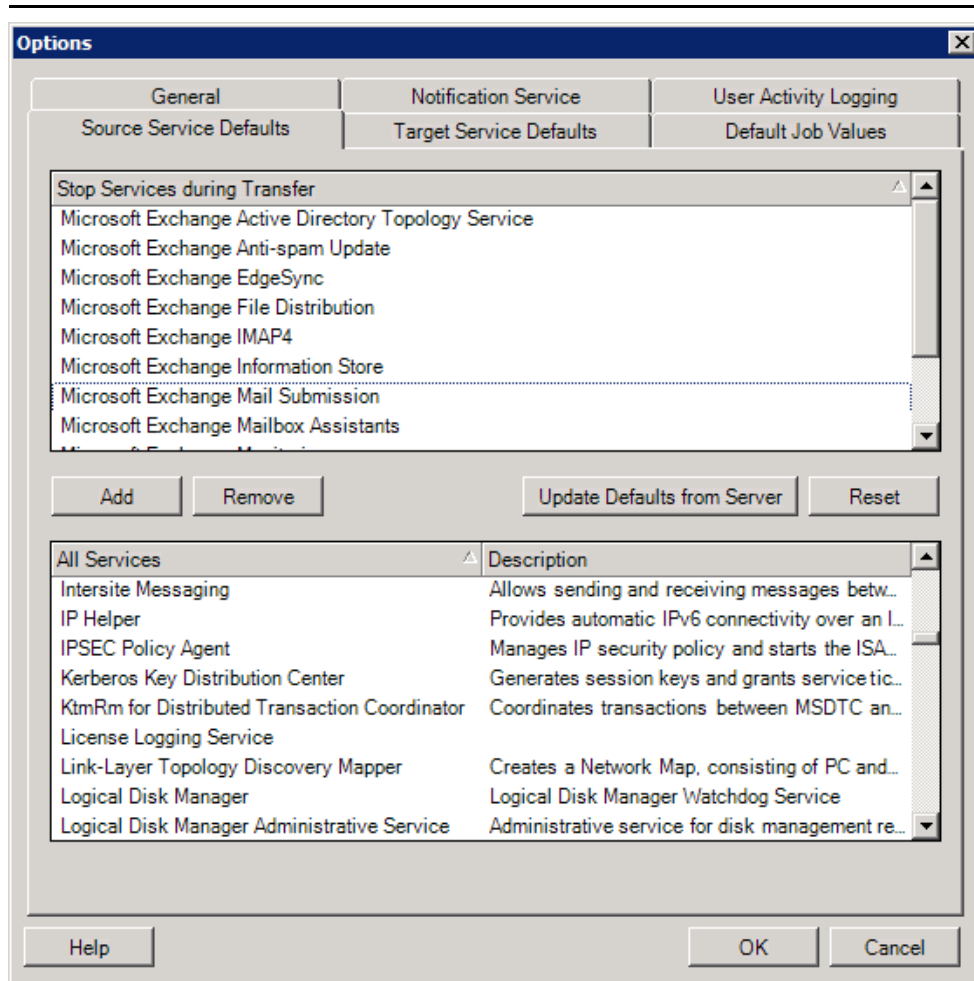 Options
General Notification Service User Activity Logging
Source Service Defaults Target Service Defaults Default Job Values
Stop Services during Transfer
Microsoft Exchange Active Directory Topology Service
Microsoft Exchange Anti-spam Update
Microsoft Exchange EdgeSync
Microsoft Exchange File Distribution
Microsoft Exchange IMAP4
Microsoft Exchange Information Store
Microsoft Exchange Mail Submission
Microsoft Exchange Mailbox Assistants
Add Remove Update Defaults from Server Reset
All Services Description
Intersite Messaging Allows sending and receiving messages betw...
IP Helper Provides automatic IPv6 connectivity over an I...
IPSEC Policy Agent Manages IP security policy and starts the ISA...
Kerberos Key Distribution Center Generates session keys and grants service tic...
KtmRm for Distributed Transaction Coordinator Coordinates transactions between MSDTC an...
License Logging Service
Link-Layer Topology Discovery Mapper Creates a Network Map, consisting of PC and...
Logical Disk Manager Logical Disk Manager Watchdog Service
Logical Disk Manager Administrative Service Administrative service for disk management re...
Help OK Cancel